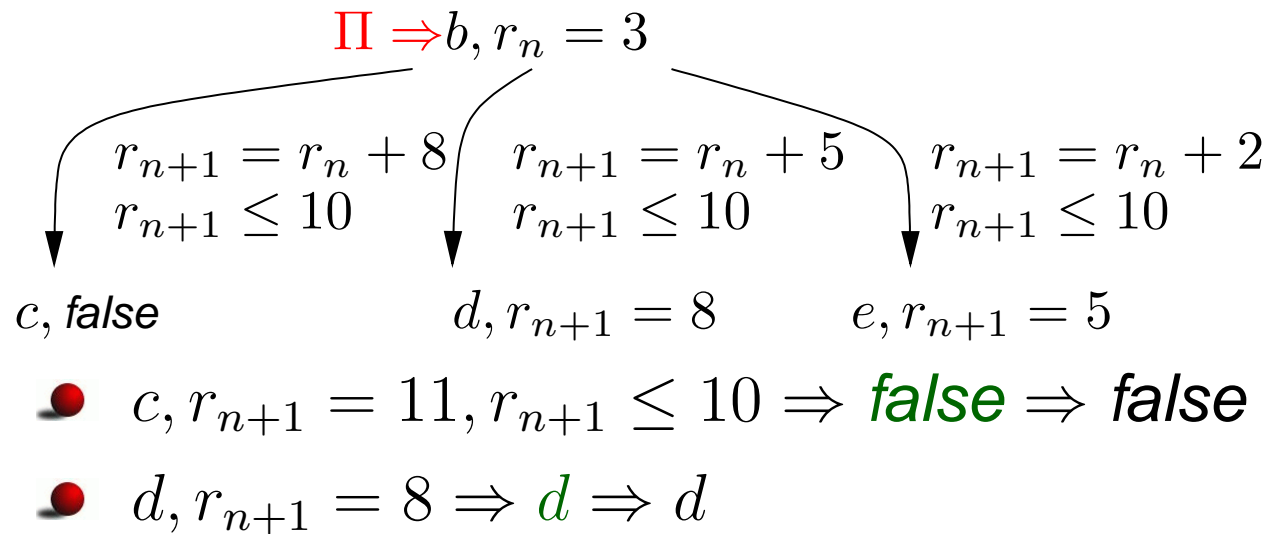 Π ⇒ b, r_n = 3
r_{n+1} = r_n + 8 r_{n+1} = r_n + 5 r_{n+1} = r_n + 2
r_{n+1} ≤ 10 r_{n+1} ≤ 10 r_{n+1} ≤ 10
c, false d, r_{n+1} = 8 e, r_{n+1} = 5
c, r_{n+1} = 11, r_{n+1} ≤ 10 ⇒ false ⇒ false
d, r_{n+1} = 8 ⇒ d ⇒ d